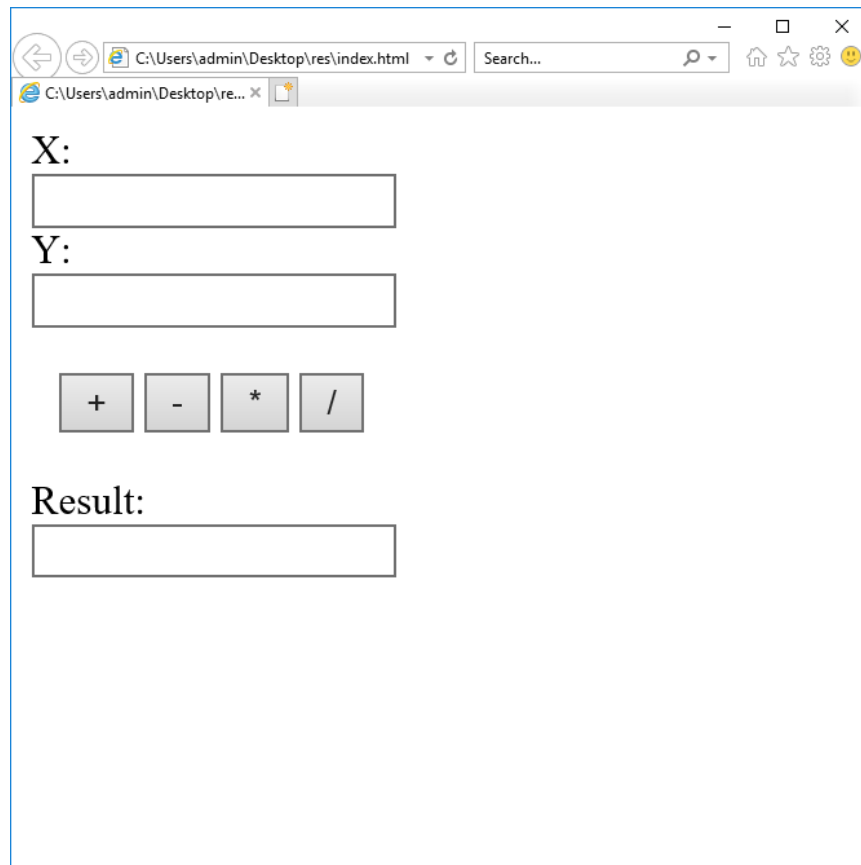 C:\Users\admin\Desktop\res\index.html Search...
C:\Users\admin\Desktop\re...
X:
Y:
+ - * /
Result: